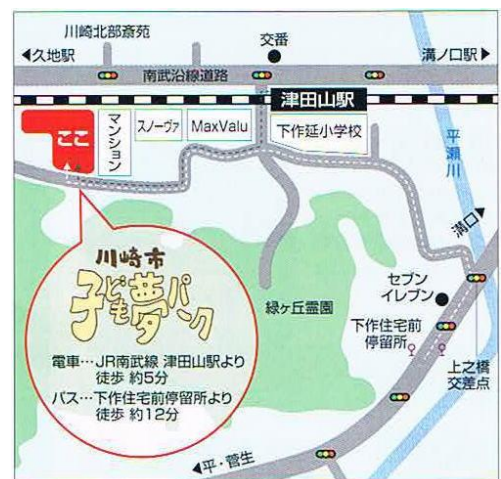 川崎北部斎苑
交番
◀久地駅
溝ノ口駅▶
南武沿線道路
津田山駅
ここ
マンション
スノーヴァ
MaxValu
下作延小学校
平瀬川
溝口▶
川崎市
子ども夢パーク
電車…JR南武線 津田山駅より
徒歩 約5分
バス…下作住宅前停留所より
徒歩 約12分
緑ヶ丘霊園
セブン
イレブン
下作住宅前
停留所
上之橋
交差点
◀平・菅生